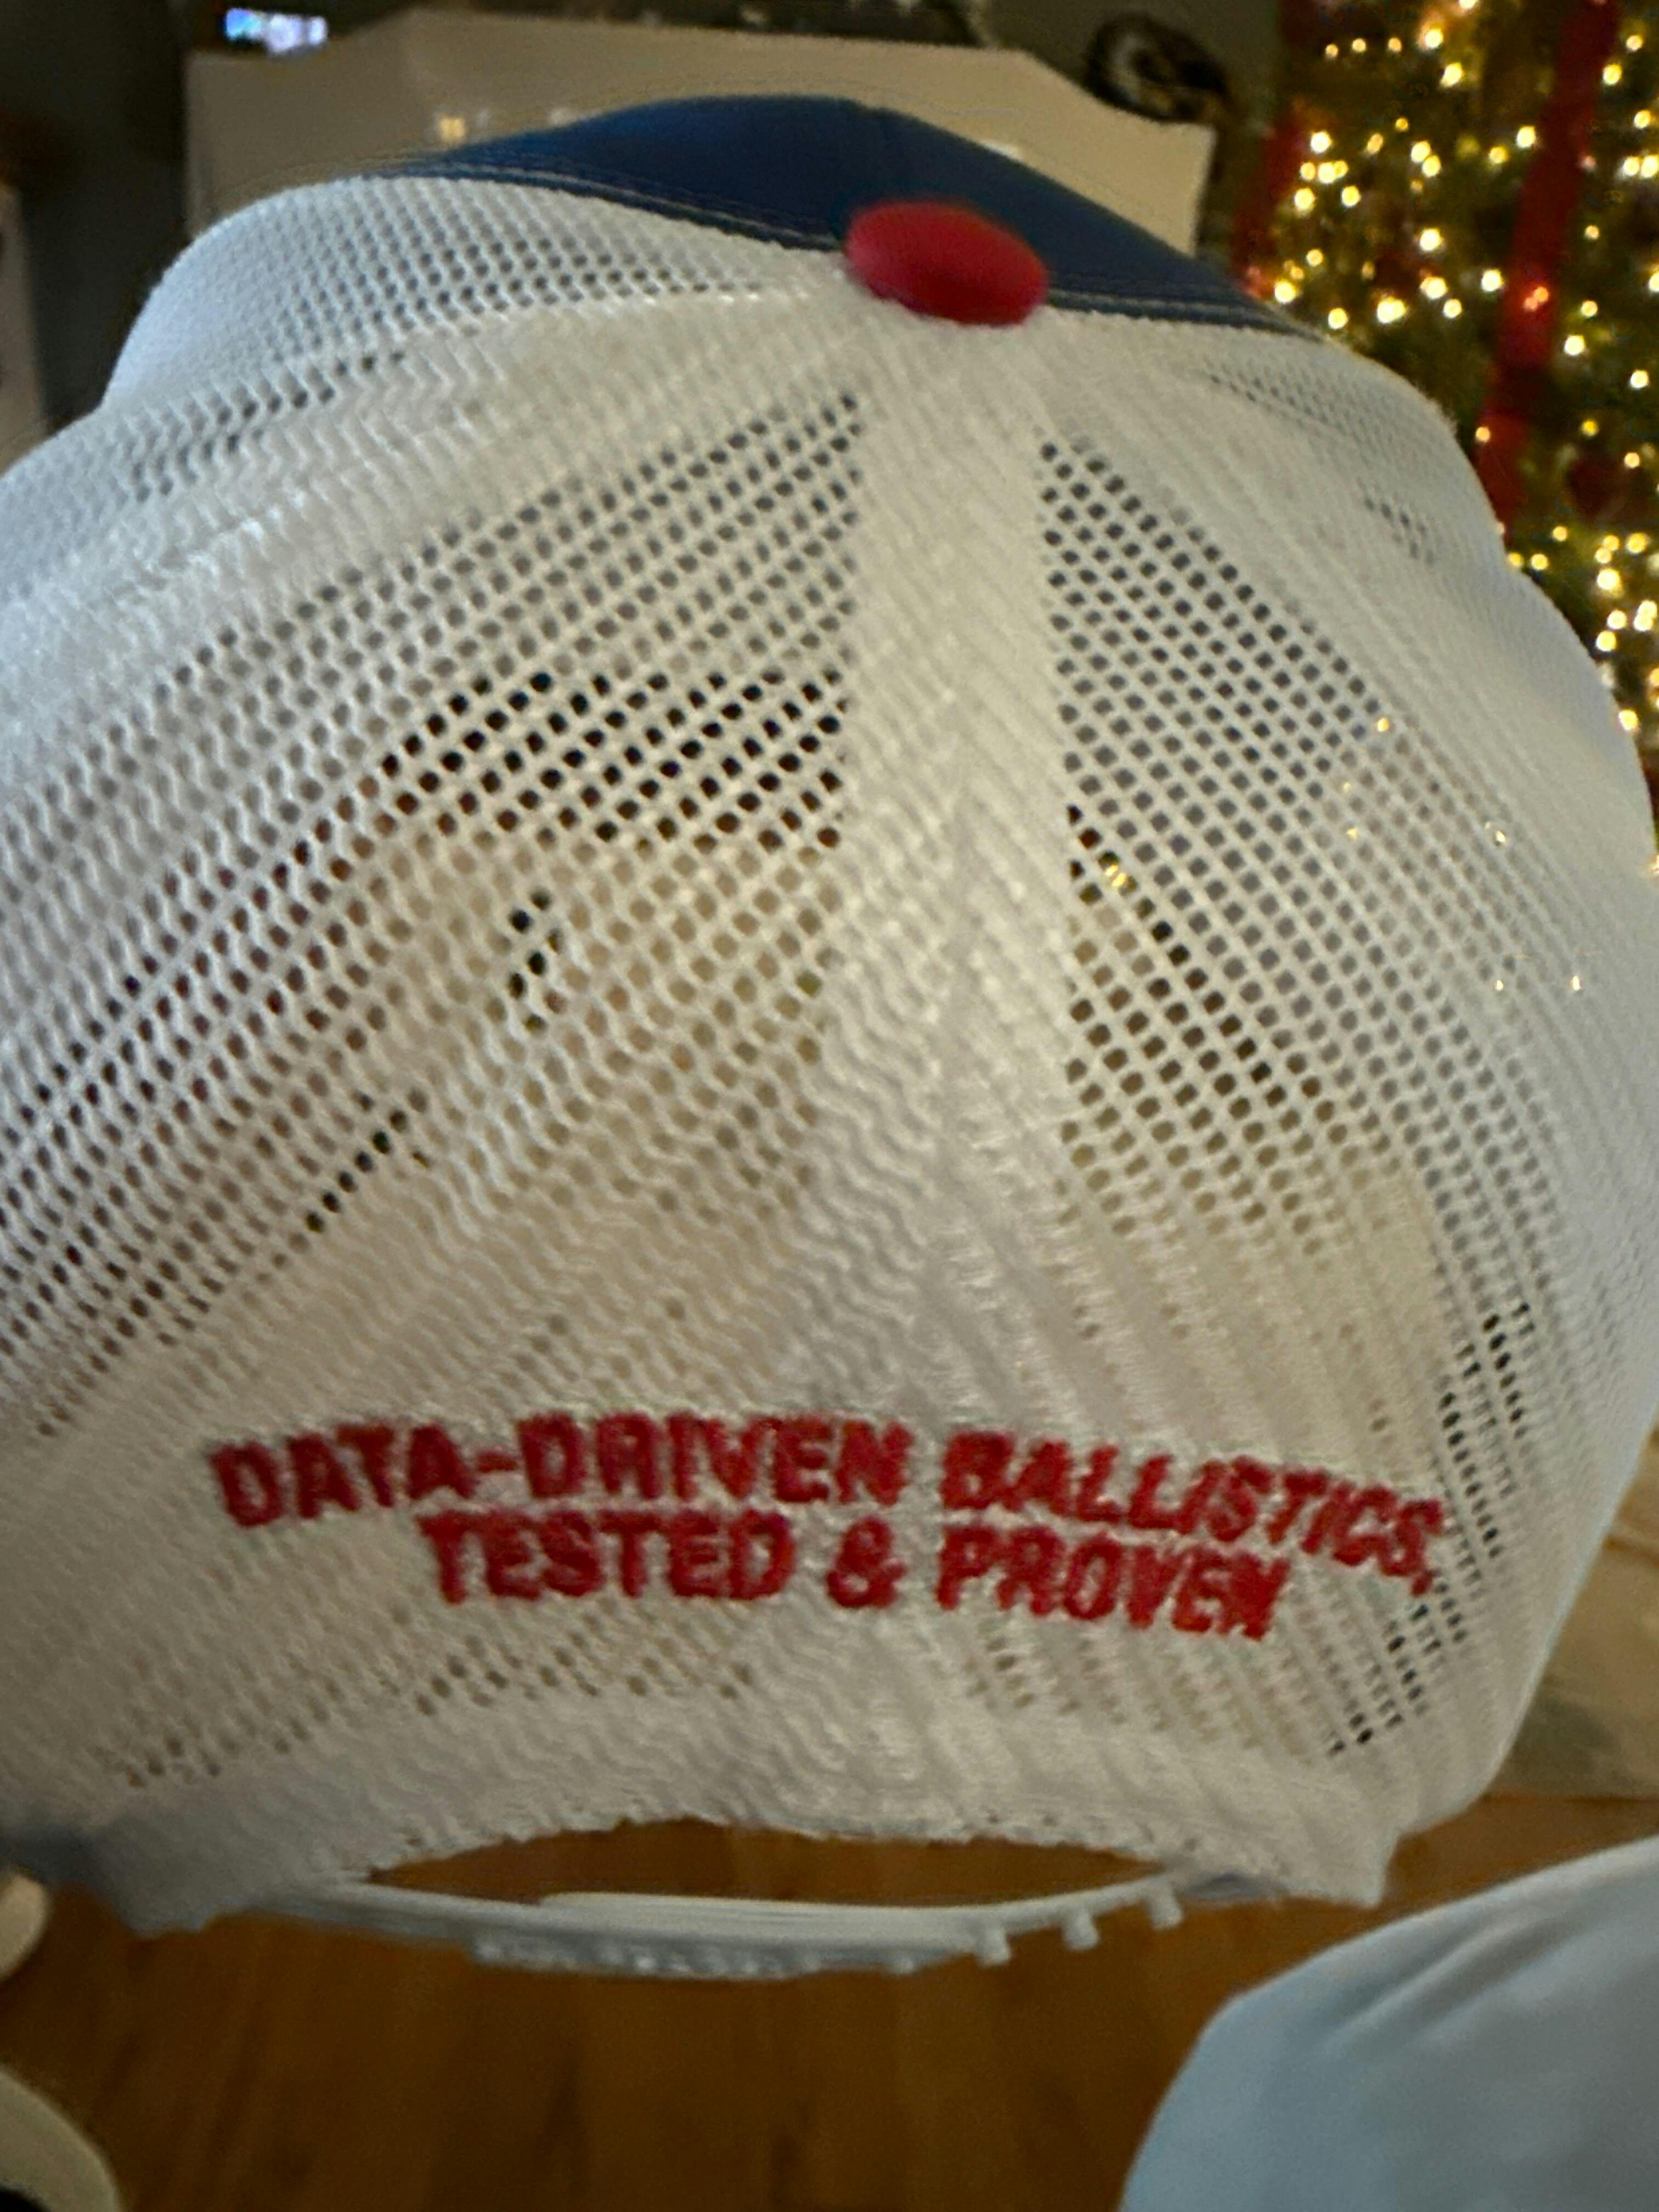 DATA-DRIVEN BALLISTICS,
TESTED & PROVEN